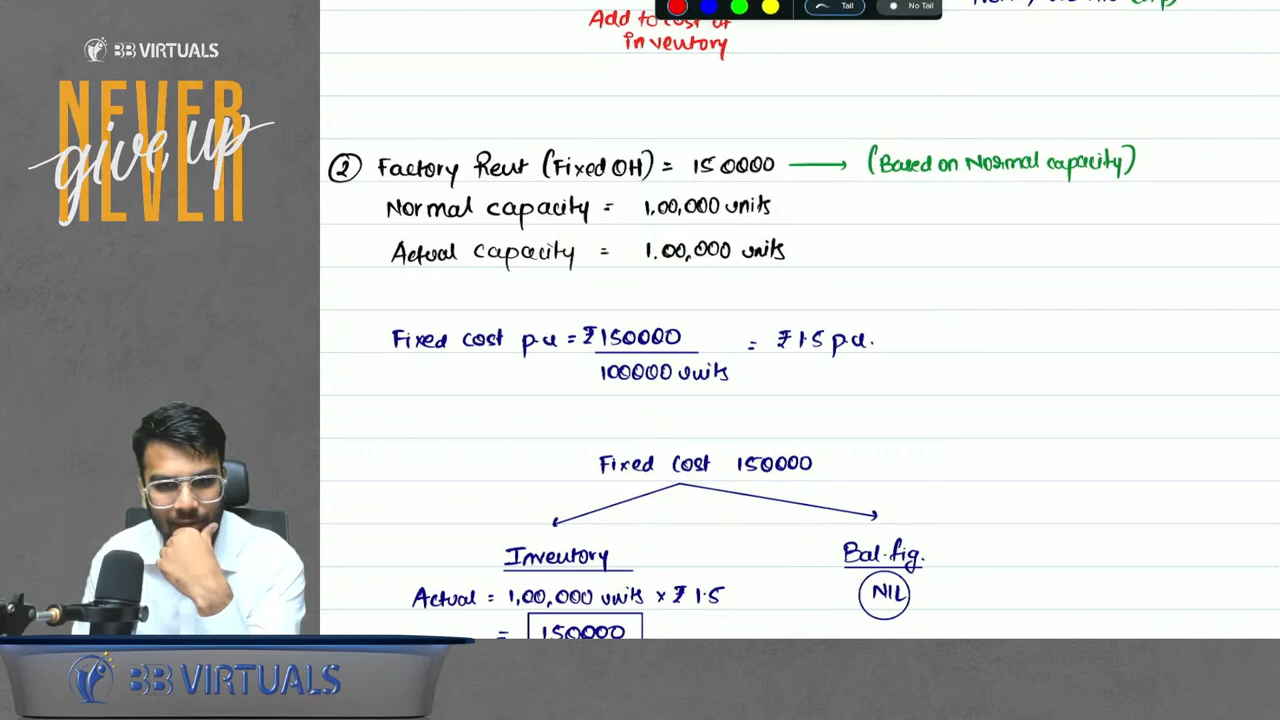 Add to cost of
inventory
Tail
No Tail
BB VIRTUALS
NEVER
give up
NEVER
② Factory Rent (Fixed OH) = 150000 → (Based on Normal capacity)
Normal capacity = 1,00,000 units
Actual capacity = 1.00,000 units
Fixed cost p.u = ₹150000
100000 units
= ₹1.5 p.u.
Fixed cost 150000
Inventory
Bal. fig.
Actual = 1,00,000 units × ₹1.5
NIL
= 150000
BB VIRTUALS